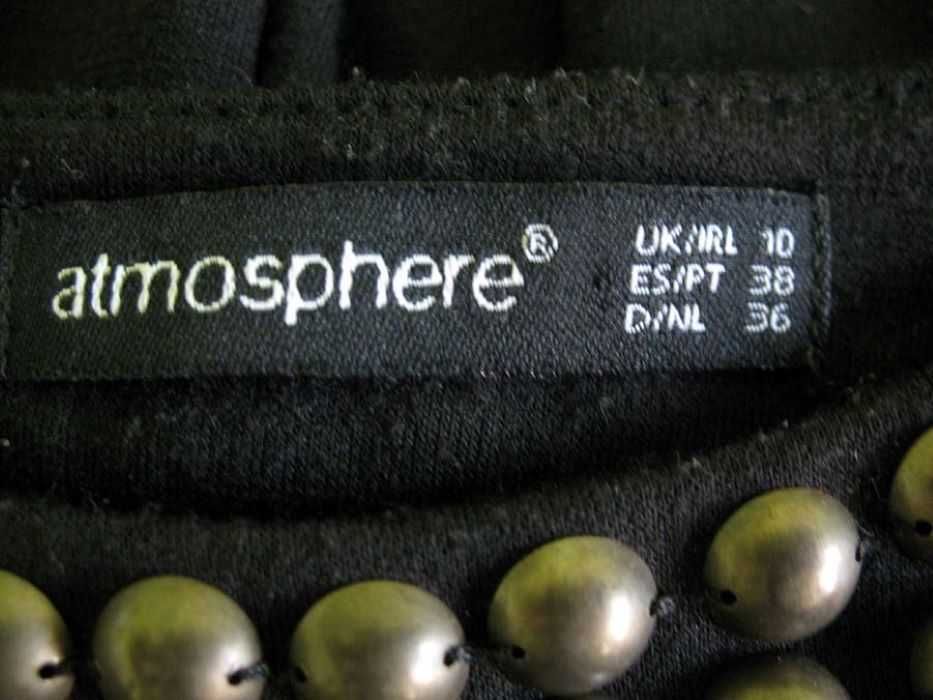 atmosphere®
UK/IRL 10
ES/PT 38
D/NL 36